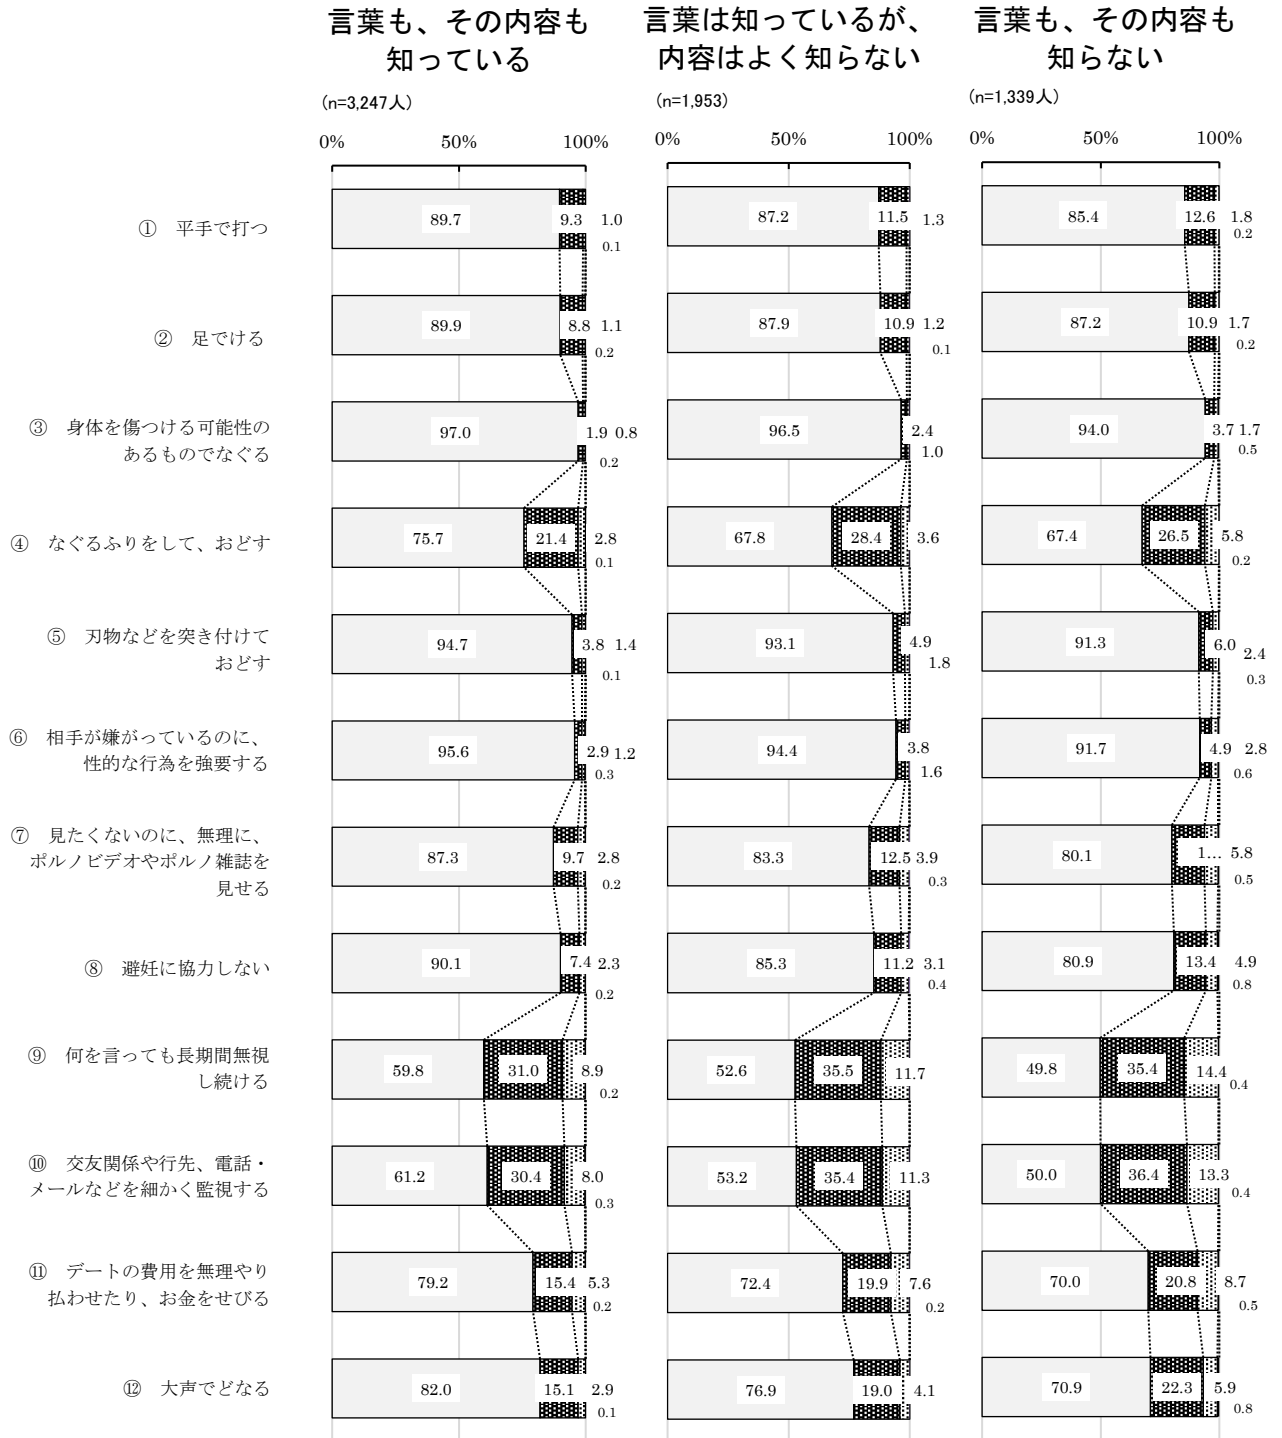 言葉も、その内容も
知っている
言葉は知っているが、
内容はよく知らない
言葉も、その内容も
知らない
（n=3,247人）
（n=1,953）
（n=1,339人）
0% 50% 100%
0% 50% 100%
0% 50% 100%
① 平手で打つ
89.7 9.3 1.0
0.1
87.2 11.5 1.3
85.4 12.6 1.8
0.2
② 足でける
89.9 8.8 1.1
0.2
87.9 10.9 1.2
0.1
87.2 10.9 1.7
0.2
③ 身体を傷つける可能性の
あるものでなぐる
97.0 1.9 0.8
0.2
96.5 2.4
1.0
94.0 3.7 1.7
0.5
④ なぐるふりをして、おどす
75.7 21.4 2.8
0.1
67.8 28.4 3.6
67.4 26.5 5.8
0.2
⑤ 刃物などを突き付けて
おどす
94.7 3.8 1.4
0.1
93.1 4.9
1.8
91.3 6.0 2.4
0.3
⑥ 相手が嫌がっているのに、
性的な行為を強要する
95.6 2.9 1.2
0.3
94.4 3.8
1.6
91.7 4.9 2.8
0.6
⑦ 見たくないのに、無理に、
ポルノビデオやポルノ雑誌を
見せる
87.3 9.7 2.8
0.2
83.3 12.5 3.9
0.3
80.1 1… 5.8
0.5
⑧ 避妊に協力しない
90.1 7.4 2.3
0.2
85.3 11.2 3.1
0.4
80.9 13.4 4.9
0.8
⑨ 何を言っても長期間無視
し続ける
59.8 31.0 8.9
0.2
52.6 35.5 11.7
49.8 35.4 14.4
0.4
⑩ 交友関係や行先、電話・
メールなどを細かく監視する
61.2 30.4 8.0
0.3
53.2 35.4 11.3
50.0 36.4 13.3
0.4
⑪ デートの費用を無理やり
払わせたり、お金をせびる
79.2 15.4 5.3
0.2
72.4 19.9 7.6
0.2
70.0 20.8 8.7
0.5
⑫ 大声でどなる
82.0 15.1 2.9
0.1
76.9 19.0 4.1
70.9 22.3 5.9
0.8